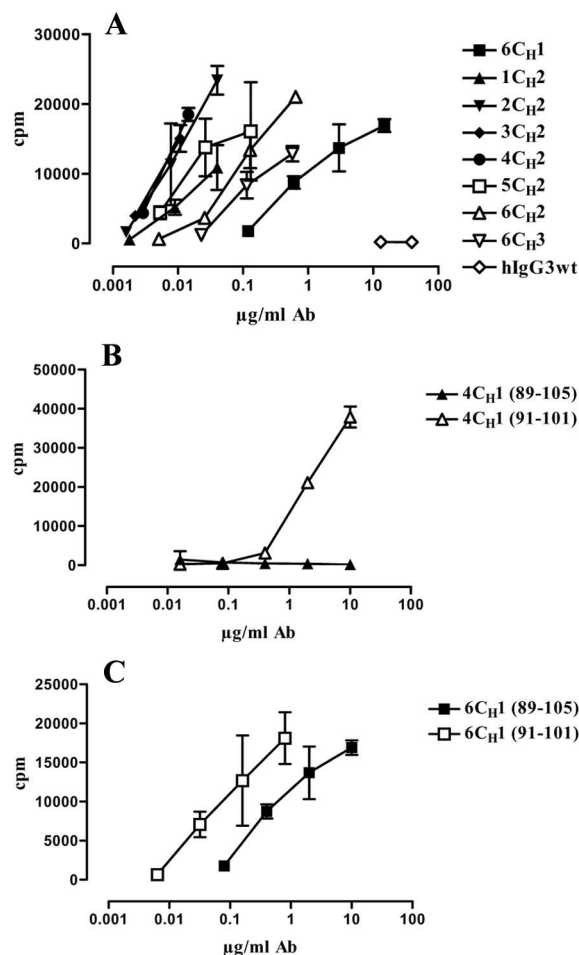 A
30000
20000
10000
0
cpm
0.001 0.01 0.1 1 10 100
µg/ml Ab
6CH1
1CH2
2CH2
3CH2
4CH2
5CH2
6CH2
6CH3
hIgG3wt
B
50000
40000
30000
20000
10000
0
cpm
0.001 0.01 0.1 1 10 100
µg/ml Ab
4CH1 (89-105)
4CH1 (91-101)
C
25000
20000
15000
10000
5000
0
cpm
0.001 0.01 0.1 1 10 100
µg/ml Ab
6CH1 (89-105)
6CH1 (91-101)